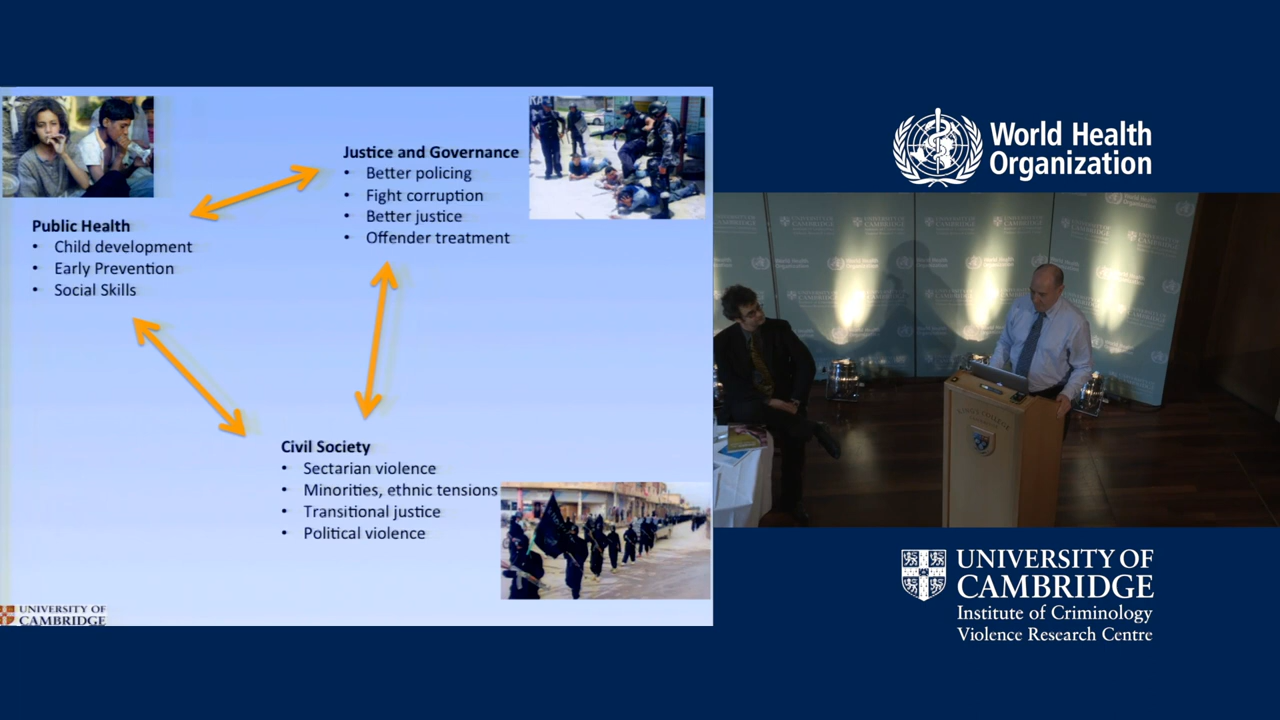 Justice and Governance
• Better policing
• Fight corruption
• Better justice
• Offender treatment
Public Health
• Child development
• Early Prevention
• Social Skills
Civil Society
• Sectarian violence
• Minorities, ethnic tensions
• Transitional justice
• Political violence
UNIVERSITY OF
CAMBRIDGE
World Health
Organization
UNIVERSITY OF
CAMBRIDGE
Institute of Criminology
Violence Research Centre